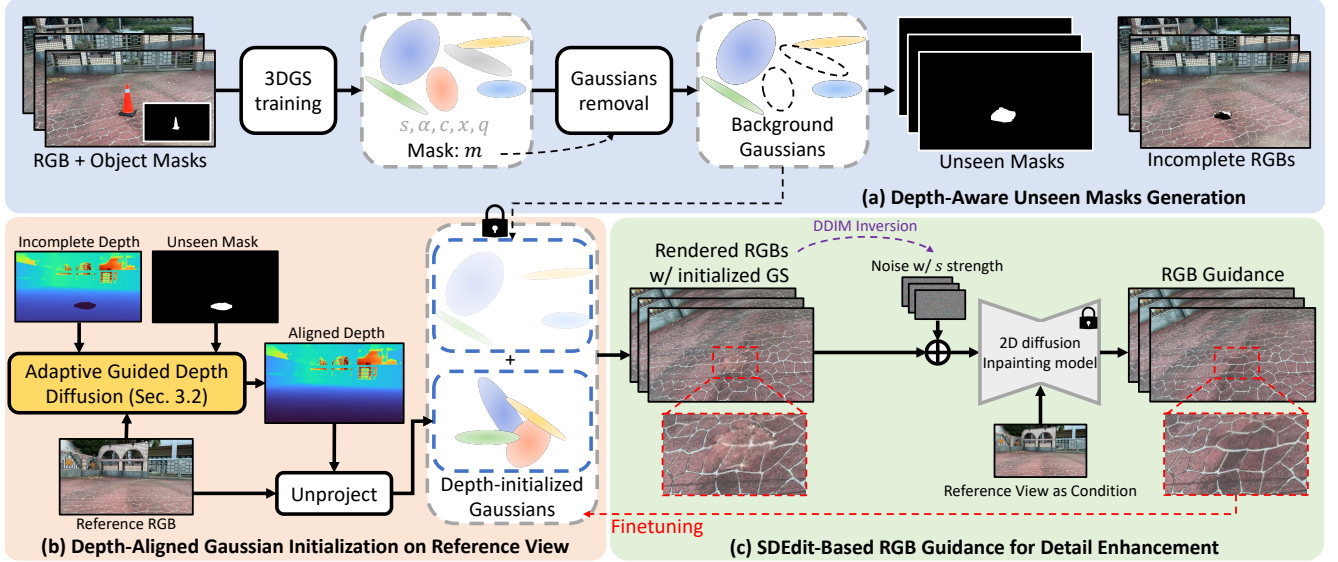 RGB + Object Masks
3DGS
training
s, α, c, x, q
Mask: m
Gaussians
removal
Background
Gaussians
Unseen Masks
Incomplete RGBs
(a) Depth-Aware Unseen Masks Generation
Incomplete Depth
Unseen Mask
Aligned Depth
Adaptive Guided Depth
Diffusion (Sec. 3.2)
Reference RGB
Unproject
+
Depth-initialized
Gaussians
(b) Depth-Aligned Gaussian Initialization on Reference View
Rendered RGBs
w/ initialized GS
DDIM Inversion
Noise w/ s strength
2D diffusion
Inpainting model
RGB Guidance
Reference View as Condition
Finetuning
(c) SDEdit-Based RGB Guidance for Detail Enhancement